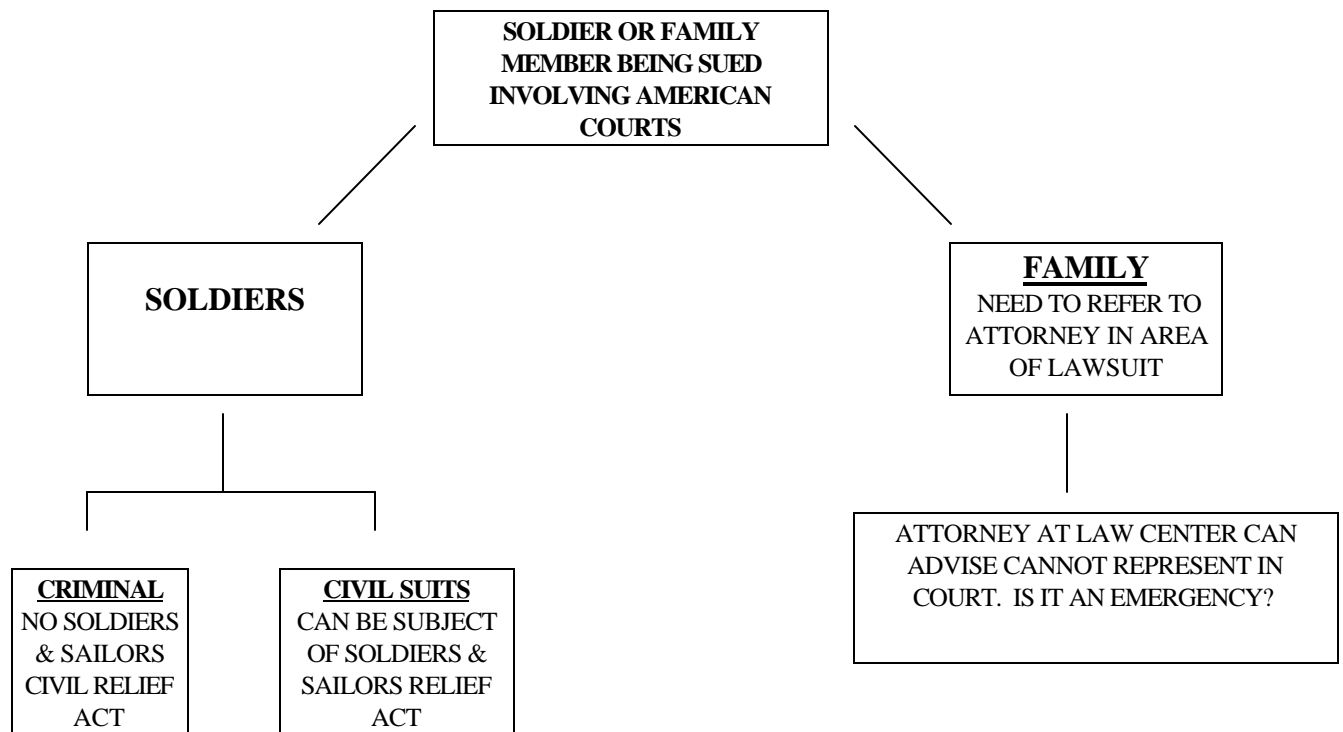 SOLDIER OR FAMILY
MEMBER BEING SUED
INVOLVING AMERICAN
COURTS
SOLDIERS
FAMILY
NEED TO REFER TO
ATTORNEY IN AREA
OF LAWSUIT
ATTORNEY AT LAW CENTER CAN
ADVISE CANNOT REPRESENT IN
COURT. IS IT AN EMERGENCY?
CRIMINAL
NO SOLDIERS
& SAILORS
CIVIL RELIEF
ACT
CIVIL SUITS
CAN BE SUBJECT
OF SOLDIERS &
SAILORS RELIEF
ACT